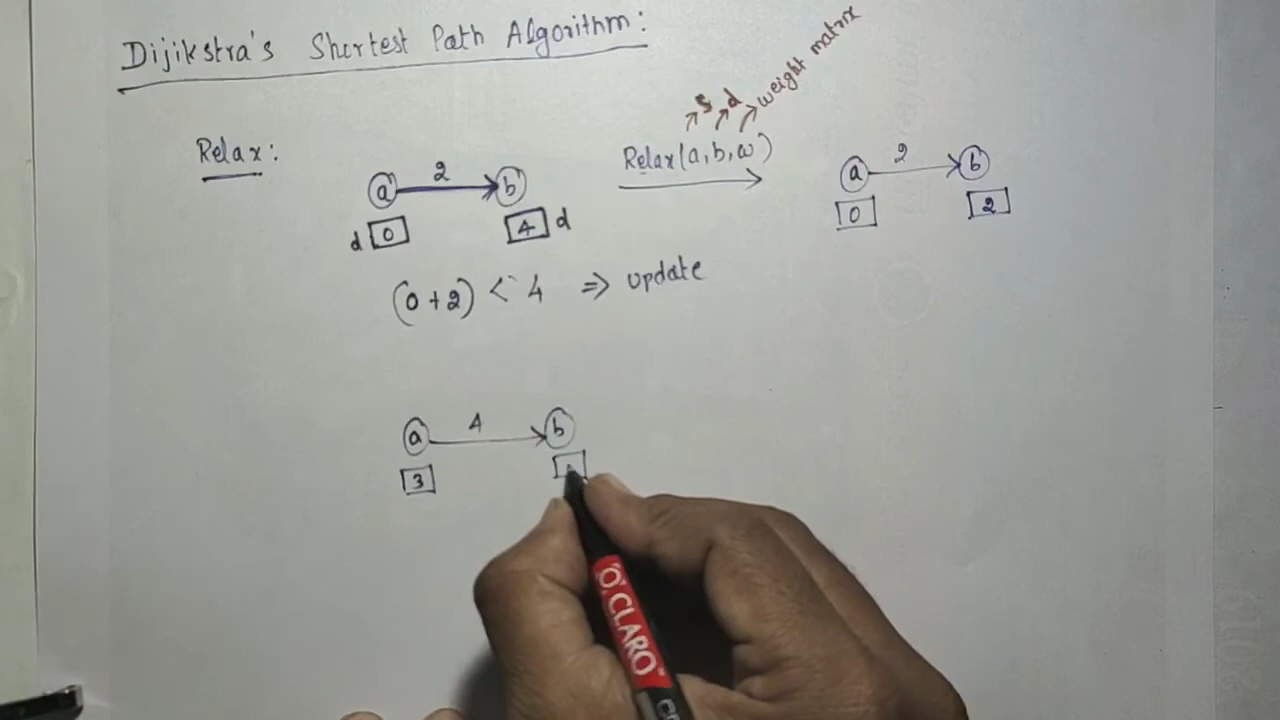 Dijikstra's Shortest Path Algorithm:
s d weight matrix
Relax:
a 2 b
Relax(a,b,w)
a 2 b
d 0 4 d
0 2
(0+2) < 4 ⇒ update
a 4 b
3
O'CLARO